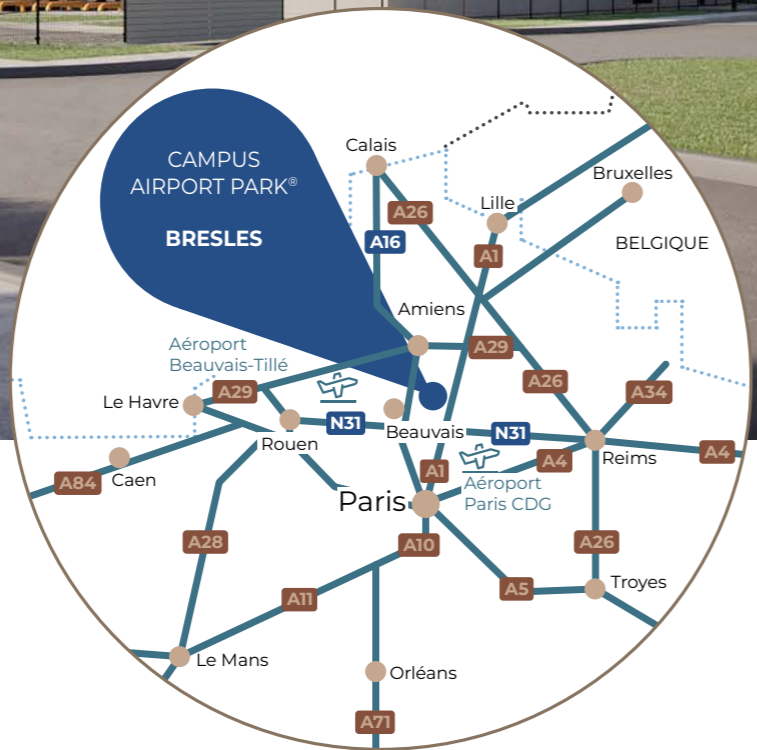 CAMPUS
AIRPORT PARK®
BRESLES
Calais
Bruxelles
A26
Lille
A16
A1
BELGIQUE
Amiens
Aéroport
Beauvais-Tillé
A29
A29
A26
A34
Le Havre
N31
Beauvais
N31
Rouen
Reims
A4
Caen
A84
A1
A4
Aéroport
Paris CDG
Paris
A28
A10
A26
A11
A5
Troyes
Le Mans
Orléans
A71